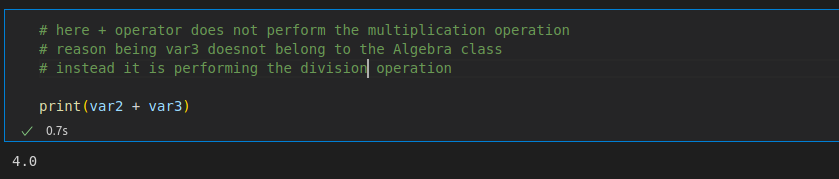 # here + operator does not perform the multiplication operation
# reason being var3 doesnot belong to the Algebra class
# instead it is performing the division operation
print(var2 + var3)
✓ 0.7s
4.0